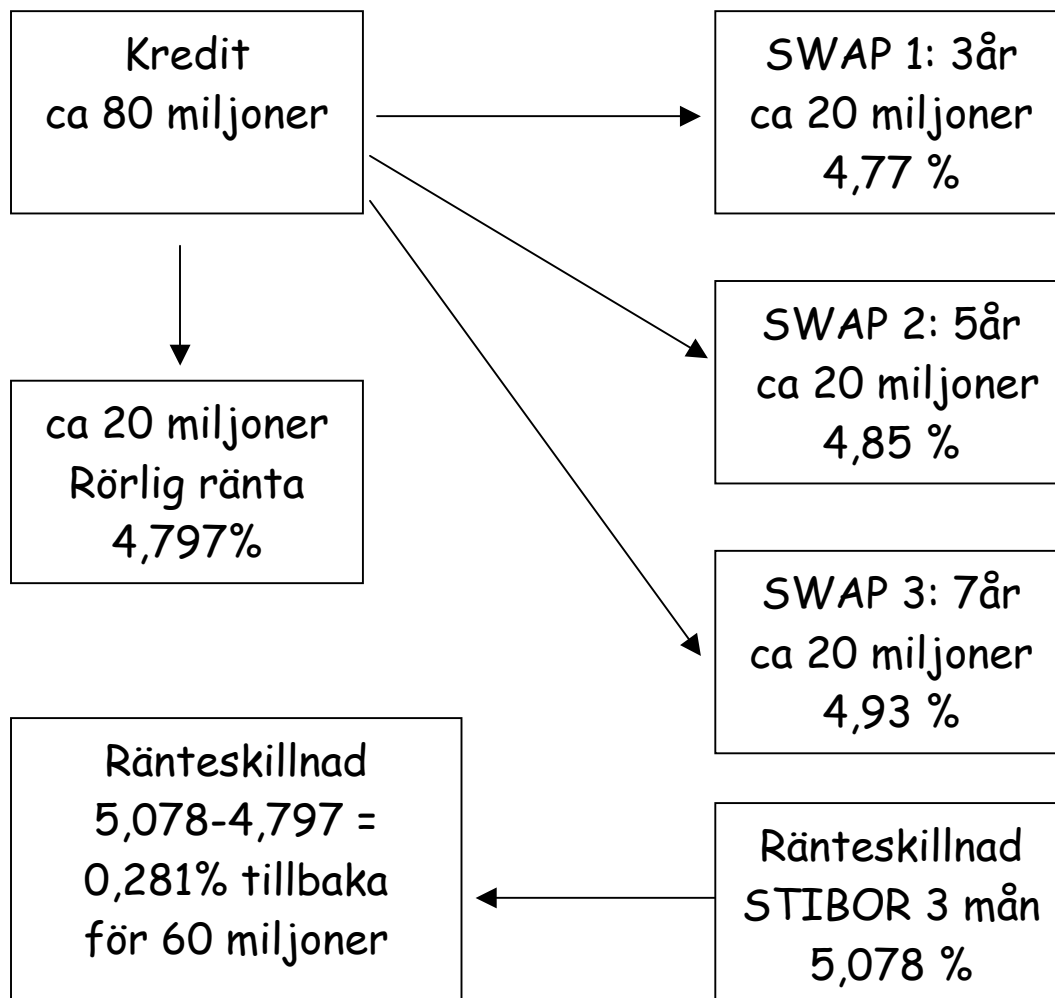 Kredit
ca 80 miljoner
SWAP 1: 3år
ca 20 miljoner
4,77 %
SWAP 2: 5år
ca 20 miljoner
4,85 %
ca 20 miljoner
Rörlig ränta
4,797%
SWAP 3: 7år
ca 20 miljoner
4,93 %
Ränteskillnad
5,078-4,797 =
0,281% tillbaka
för 60 miljoner
Ränteskillnad
STIBOR 3 mån
5,078 %